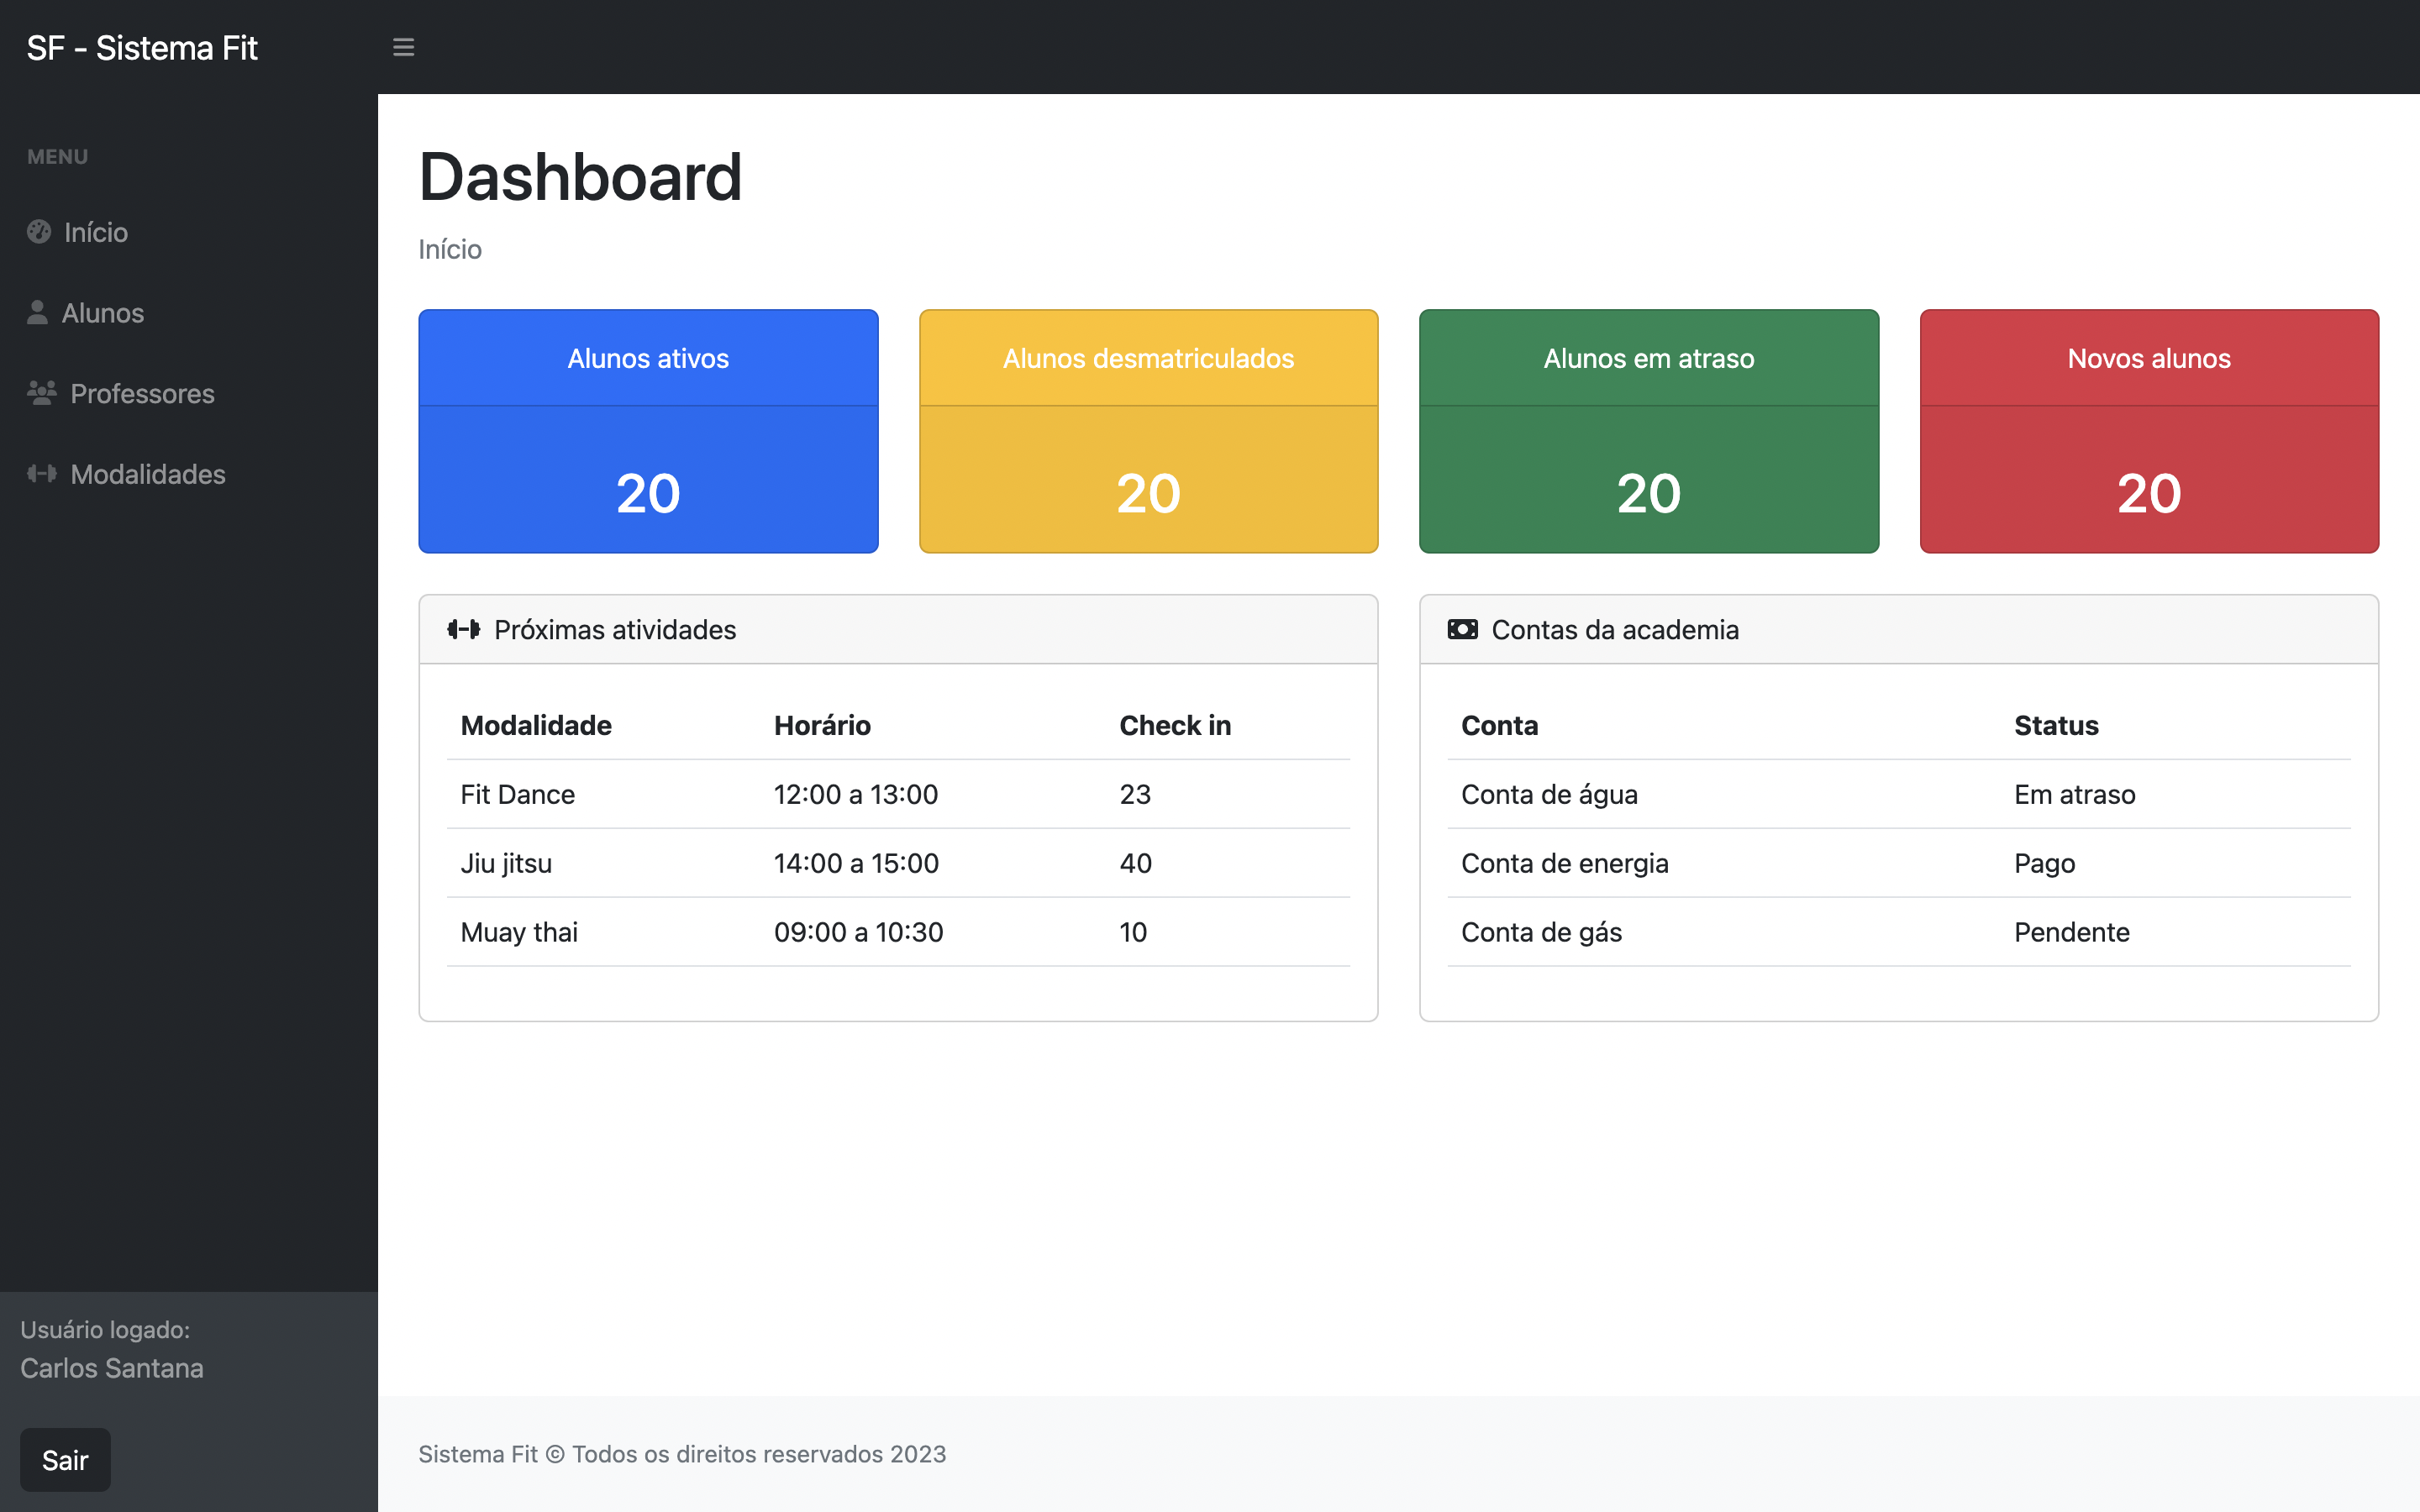 SF - Sistema Fit
MENU
Início
Alunos
Professores
Modalidades
Usuário logado:
Carlos Santana
Sair
Dashboard
Início
Alunos ativos
20
Alunos desmatriculados
20
Alunos em atraso
20
Novos alunos
20
Próximas atividades
Modalidade Horário Check in
Fit Dance 12:00 a 13:00 23
Jiu jitsu 14:00 a 15:00 40
Muay thai 09:00 a 10:30 10
Contas da academia
Conta Status
Conta de água Em atraso
Conta de energia Pago
Conta de gás Pendente
Sistema Fit © Todos os direitos reservados 2023